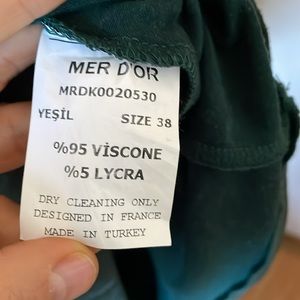 MER D'OR
MRDK0020530
YEŞİL SIZE 38
%95 VİSCONE
%5 LYCRA
DRY CLEANING ONLY
DESIGNED IN FRANCE
MADE IN TURKEY